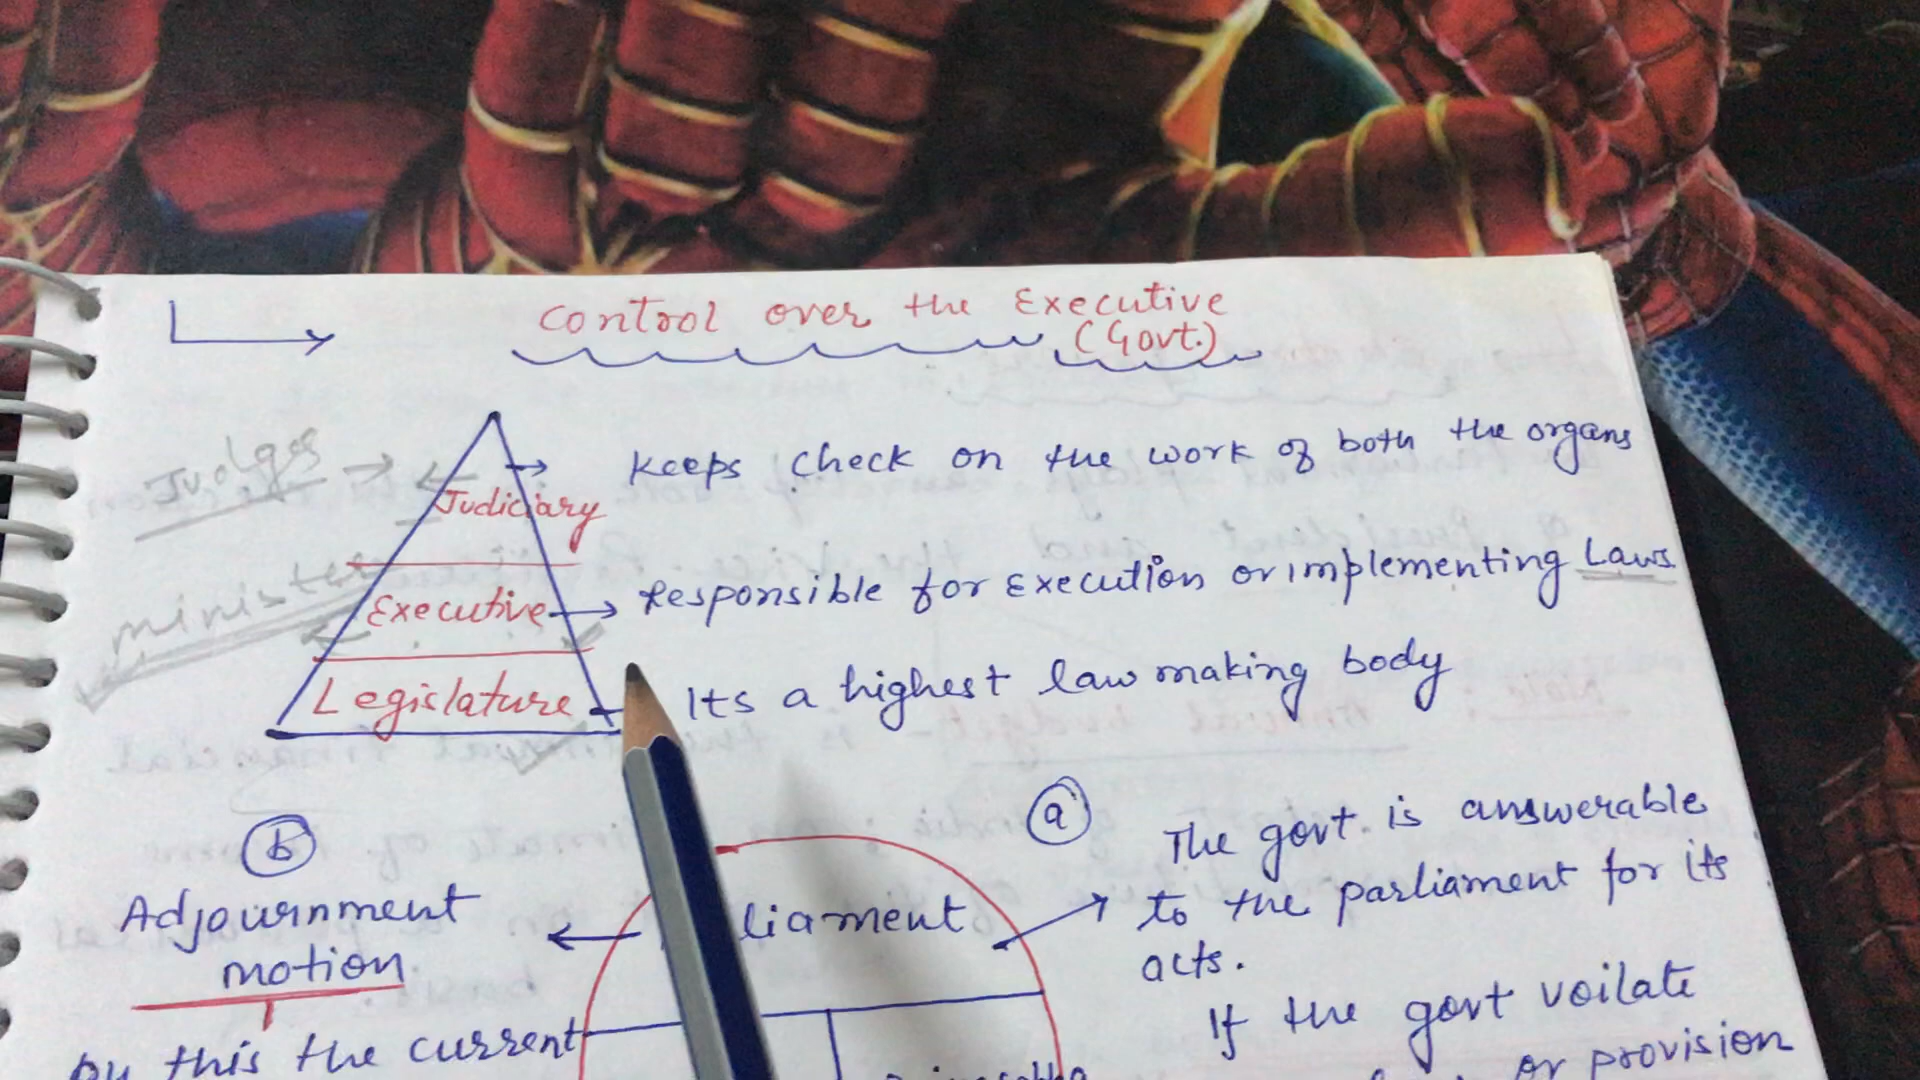 Control over the Executive
(Govt.)
Judges
Judiciary
Keeps check on the work of both the organs
minister
Executive
Responsible for Execution or implementing Laws
Legislature
Its a highest law making body
b
Adjournment
motion
by this the current
liament
a
The govt. is answerable
to the parliament for its
acts.
If the govt voilate
or provision